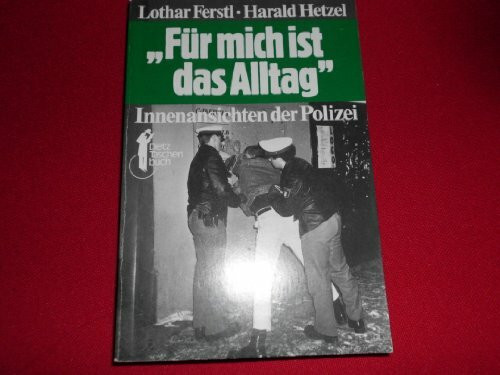 Lothar Ferstl · Harald Hetzel
„Für mich ist
das Alltag”
Innenansichten der Polizei
Dietz
Taschen
buch